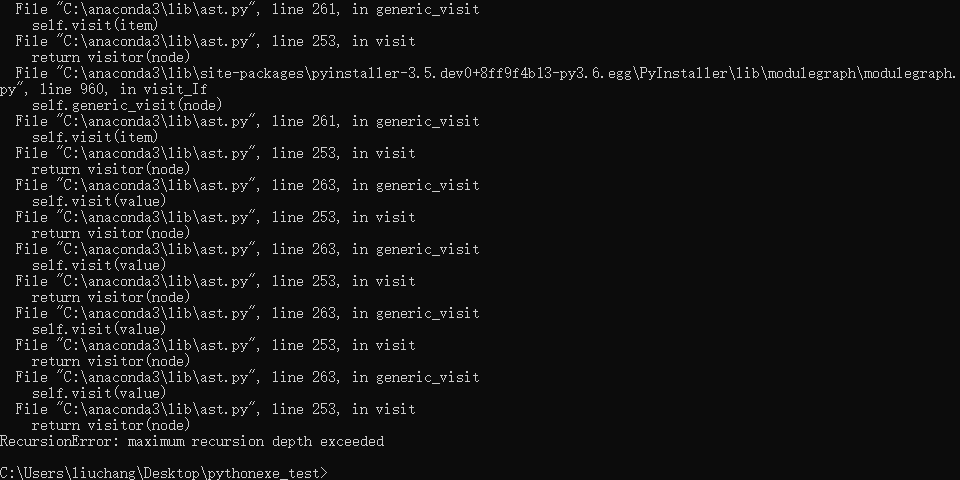 File "C:\anaconda3\lib\ast.py", line 261, in generic_visit
self.visit(item)
File "C:\anaconda3\lib\ast.py", line 253, in visit
return visitor(node)
File "C:\anaconda3\lib\site-packages\pyinstaller-3.5.dev0+8ff9f4b13-py3.6.egg\PyInstaller\lib\modulegraph\modulegraph.
py", line 960, in visit_If
self.generic_visit(node)
File "C:\anaconda3\lib\ast.py", line 261, in generic_visit
self.visit(item)
File "C:\anaconda3\lib\ast.py", line 253, in visit
return visitor(node)
File "C:\anaconda3\lib\ast.py", line 263, in generic_visit
self.visit(value)
File "C:\anaconda3\lib\ast.py", line 253, in visit
return visitor(node)
File "C:\anaconda3\lib\ast.py", line 263, in generic_visit
self.visit(value)
File "C:\anaconda3\lib\ast.py", line 253, in visit
return visitor(node)
File "C:\anaconda3\lib\ast.py", line 263, in generic_visit
self.visit(value)
File "C:\anaconda3\lib\ast.py", line 253, in visit
return visitor(node)
File "C:\anaconda3\lib\ast.py", line 263, in generic_visit
self.visit(value)
File "C:\anaconda3\lib\ast.py", line 253, in visit
return visitor(node)
RecursionError: maximum recursion depth exceeded
C:\Users\liuchang\Desktop\pythonexe_test>